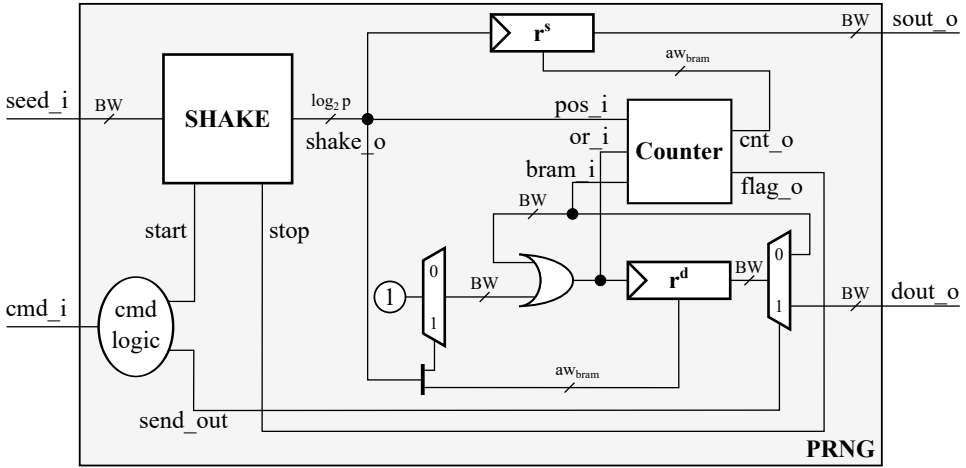 BW
sout_o
r^s
aw_bram
seed_i
BW
SHAKE
log_2 p
shake_o
pos_i
or_i
bram_i
Counter
cnt_o
flag_o
BW
start
stop
0
1
1
BW
r^d
BW
0
1
BW
dout_o
cmd_i
cmd
logic
aw_bram
send_out
PRNG